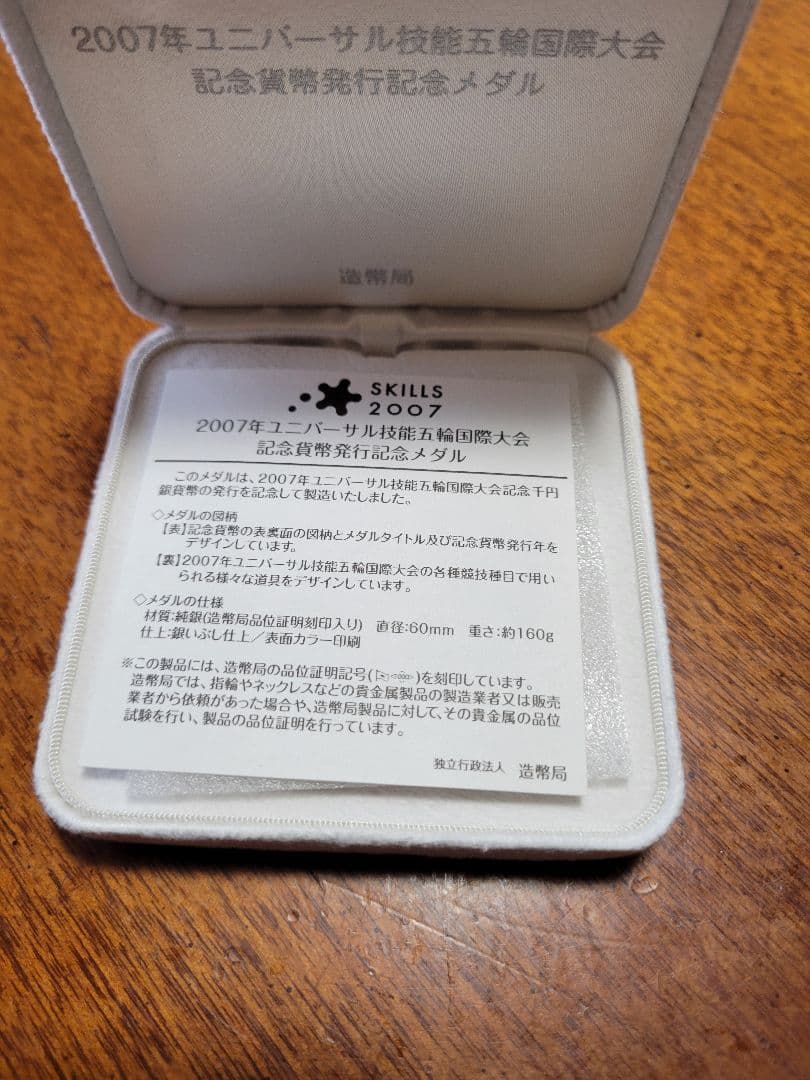 2007年ユニバーサル技能五輪国際大会
記念貨幣発行記念メダル
造幣局
SKILLS
2007
2007年ユニバーサル技能五輪国際大会
記念貨幣発行記念メダル
このメダルは、2007年ユニバーサル技能五輪国際大会記念千円
銀貨幣の発行を記念して製造いたしました。
◇メダルの図柄
【表】記念貨幣の表裏面の図柄とメダルタイトル及び記念貨幣発行年を
デザインしています。
【裏】2007年ユニバーサル技能五輪国際大会の各種競技種目で用い
られる様々な道具をデザインしています。
◇メダルの仕様
材質:純銀(造幣局品位証明刻印入り) 直径:60mm 重さ:約160g
仕上:銀いぶし仕上/表面カラー印刷
※この製品には、造幣局の品位証明記号( )を刻印しています。
造幣局では、指輪やネックレスなどの貴金属製品の製造業者又は販売
業者から依頼があった場合や、造幣局製品に対して、その貴金属の品位
試験を行い、製品の品位証明を行っています。
独立行政法人 造幣局